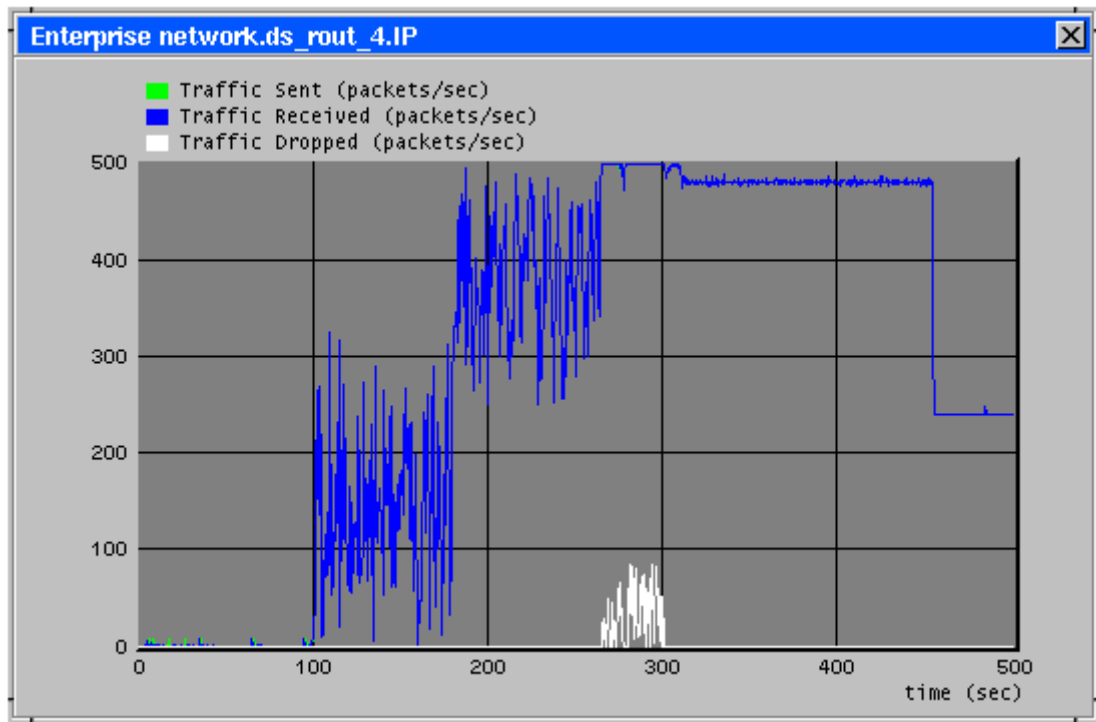 Enterprise network.ds_rout_4.IP
Traffic Sent (packets/sec)
Traffic Received (packets/sec)
Traffic Dropped (packets/sec)
500
400
300
200
100
0
0 100 200 300 400 500
time (sec)